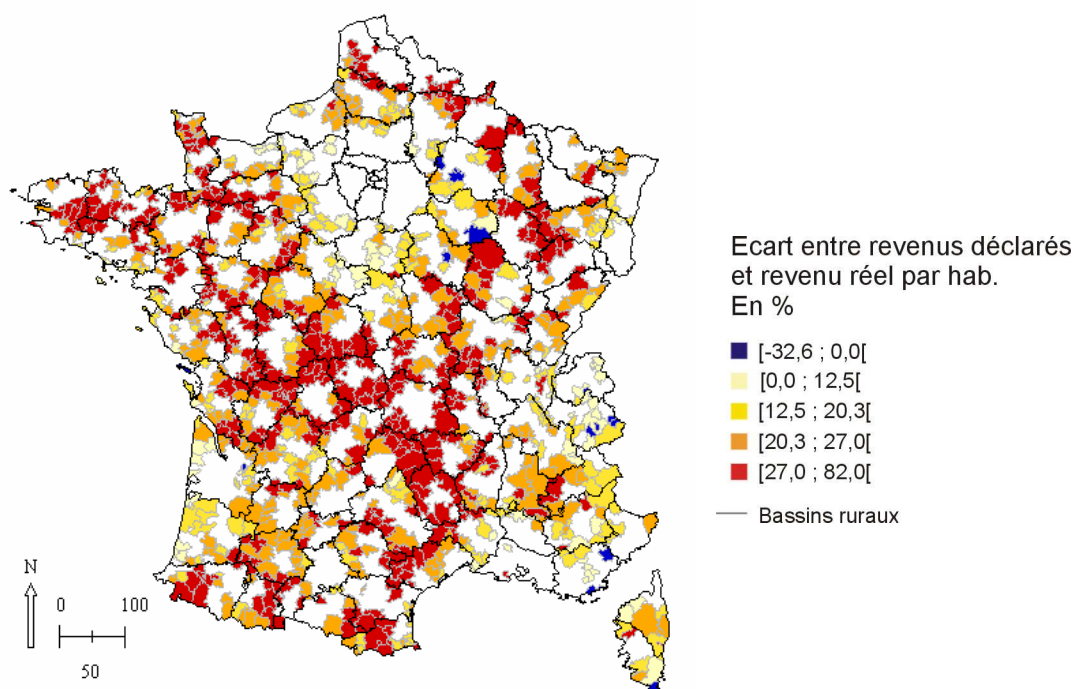 Ecart entre revenus déclarés
et revenu réel par hab.
En %
[-32,6 ; 0,0[
[0,0 ; 12,5[
[12,5 ; 20,3[
[20,3 ; 27,0[
[27,0 ; 82,0[
Bassins ruraux
N
0 100
50